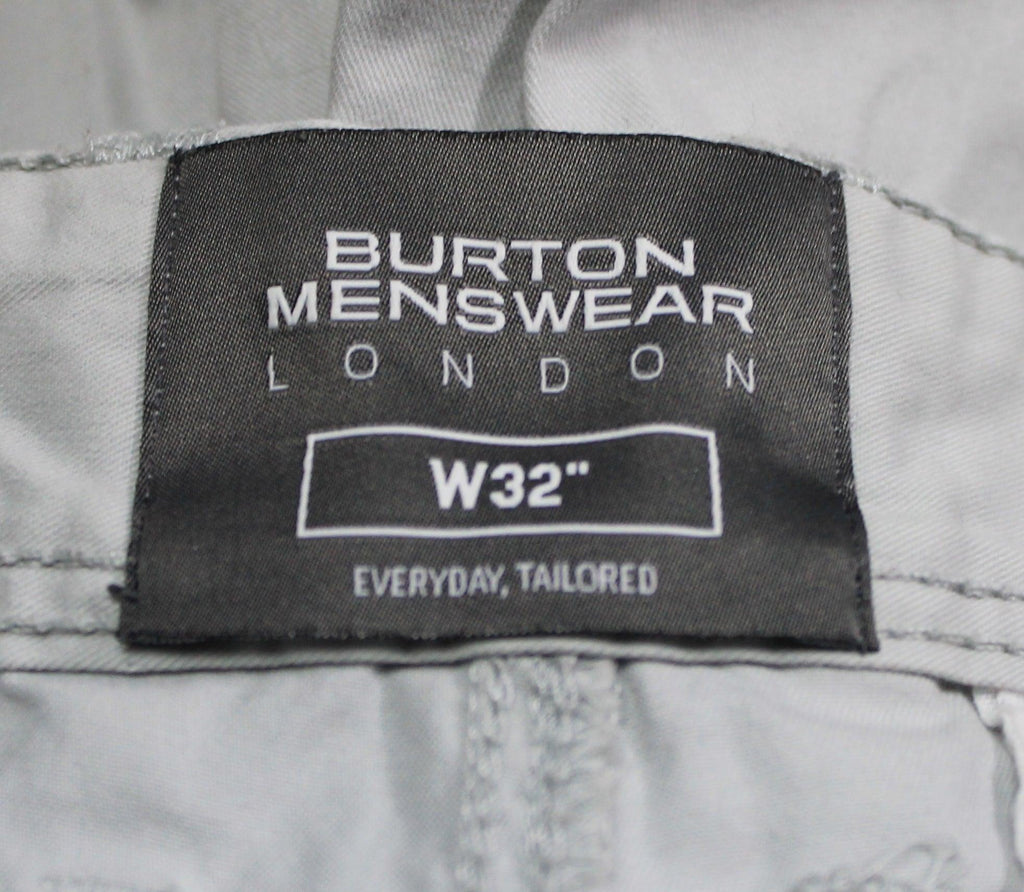 BURTON
MENSWEAR
LONDON
W32"
EVERYDAY, TAILORED